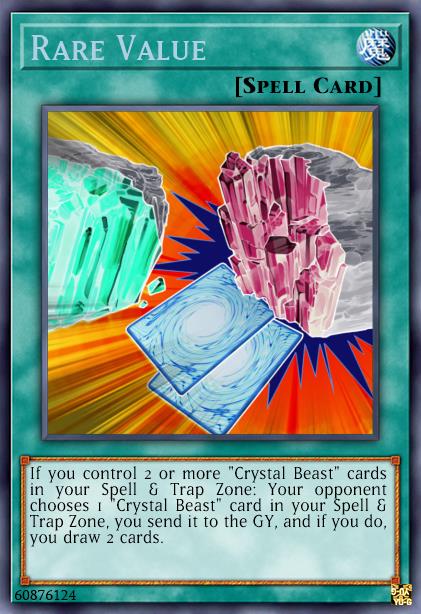 Rare Value
魔
[Spell Card]
If you control 2 or more "Crystal Beast" cards
in your Spell & Trap Zone: Your opponent
chooses 1 "Crystal Beast" card in your Spell &
Trap Zone, you send it to the GY, and if you do,
you draw 2 cards.
60876124